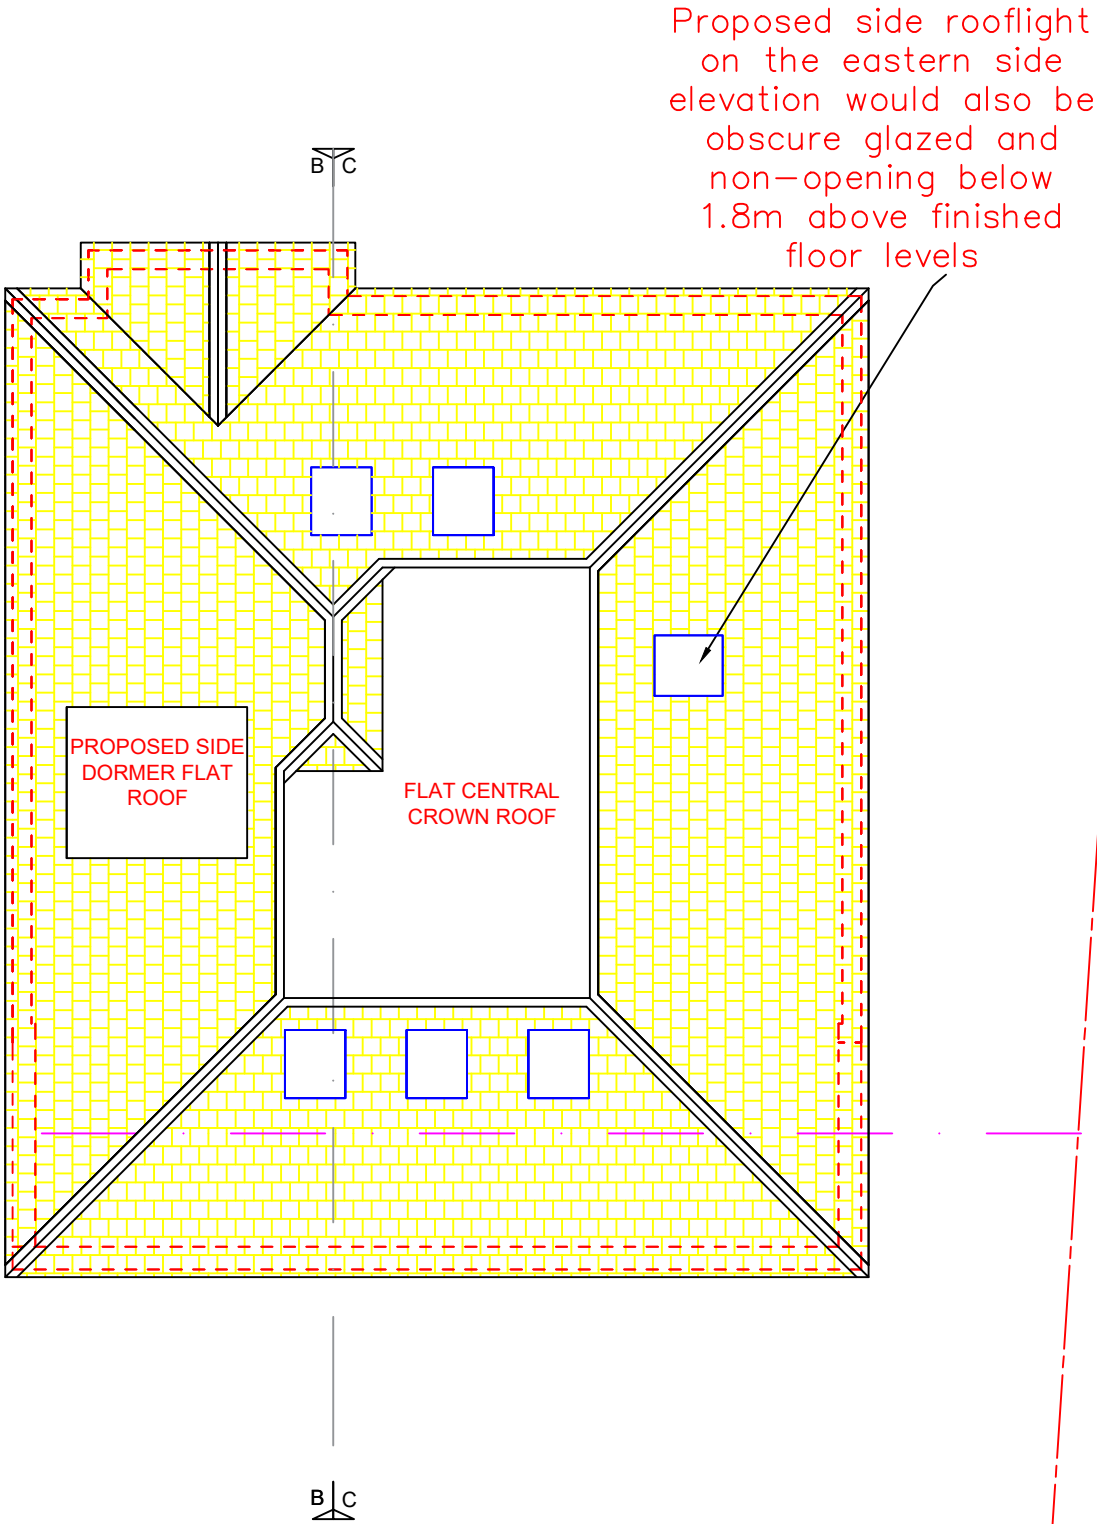 Proposed side rooflight
on the eastern side
elevation would also be
obscure glazed and
non-opening below
1.8m above finished
floor levels
B C
PROPOSED SIDE
DORMER FLAT
ROOF
FLAT CENTRAL
CROWN ROOF
B C